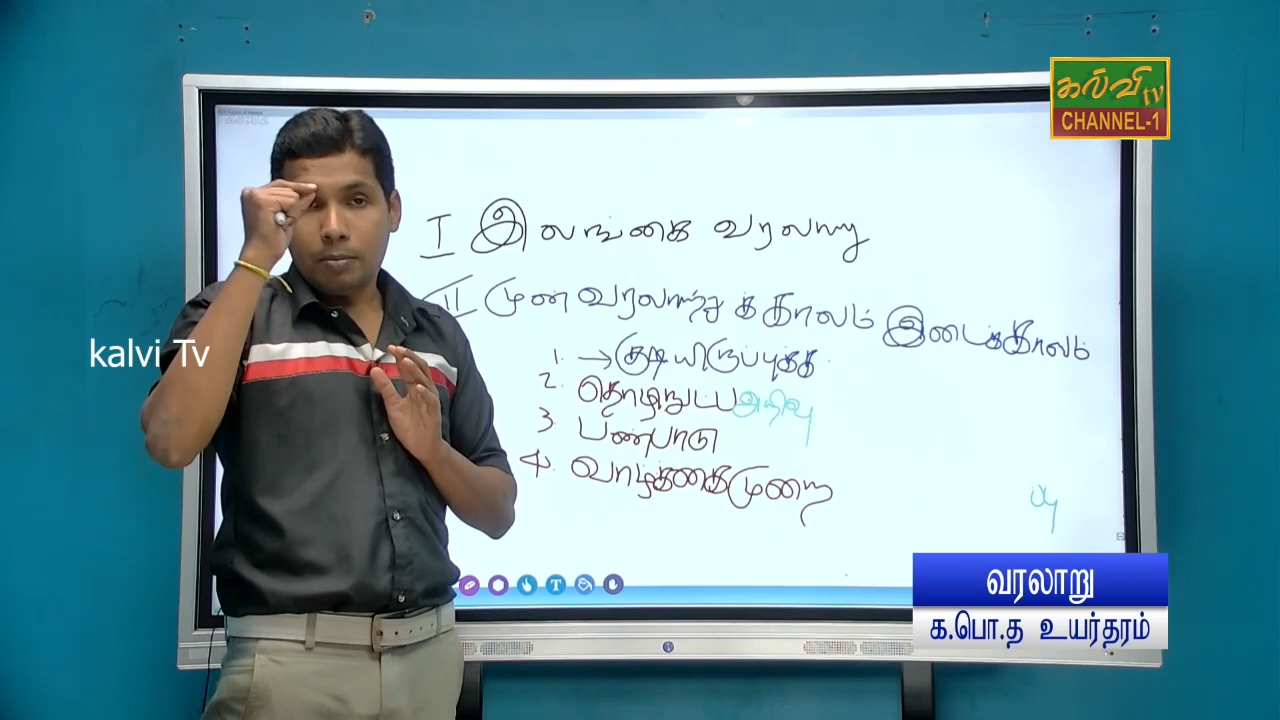 கல்வி tv
CHANNEL-1
I இலங்கை வரலாறு
II முன வரலாற்றுக்காலம் இடைக்காலம்
1. → குடியிருப்புகள்
2. தொழிநுட்ப அறிவு
3. பண்பாடு
4. வாழ்க்கைமுறை
kalvi Tv
வரலாறு
க.பொ.த உயர்தரம்